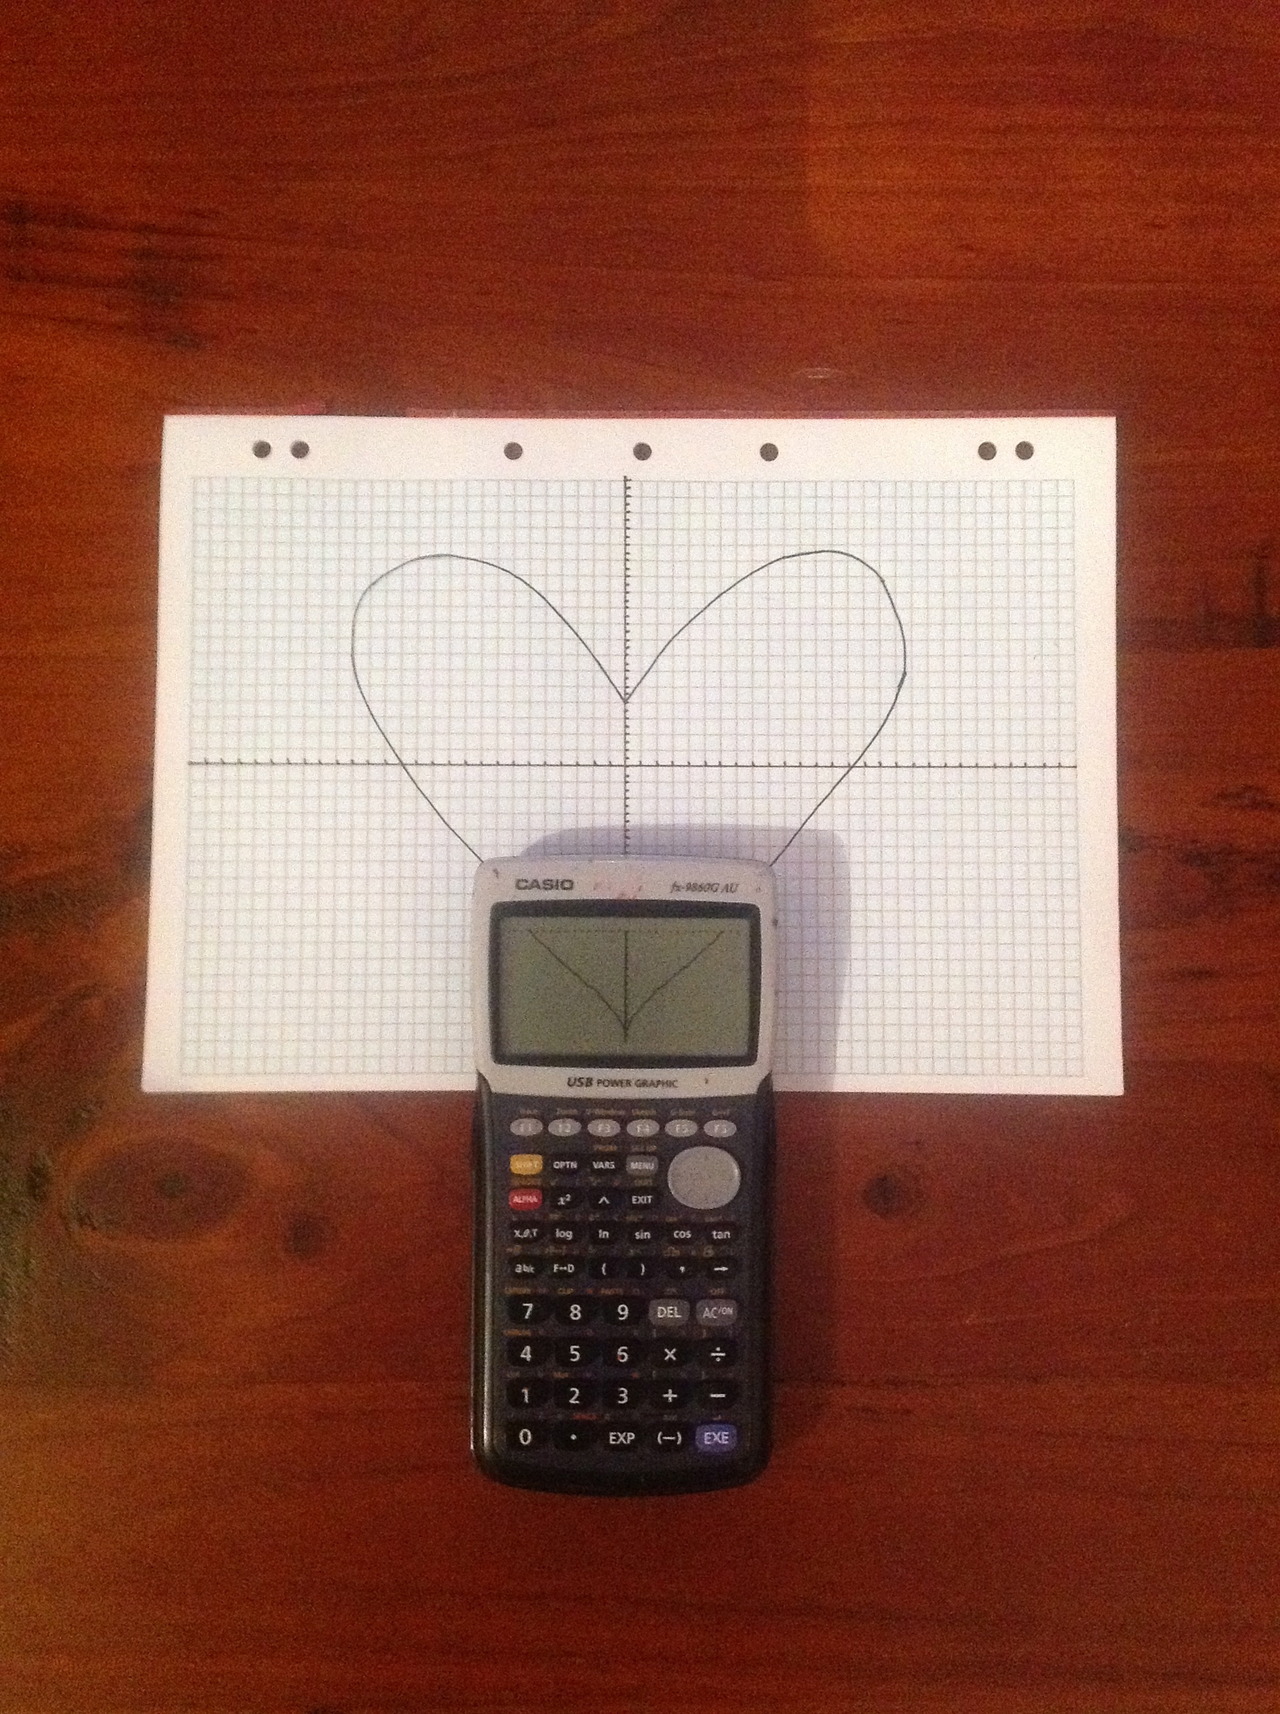 CASIO fx-9860G AU
USB POWER GRAPHIC
F1 F2 F3 F4 F5 F6
SHIFT OPTN VARS MENU
ALPHA x² ^ EXIT
X,θ,T log ln sin cos tan
a b/c F↔D ( ) , →
7 8 9 DEL AC/ON
4 5 6 × ÷
1 2 3 + −
0 . EXP (−) EXE